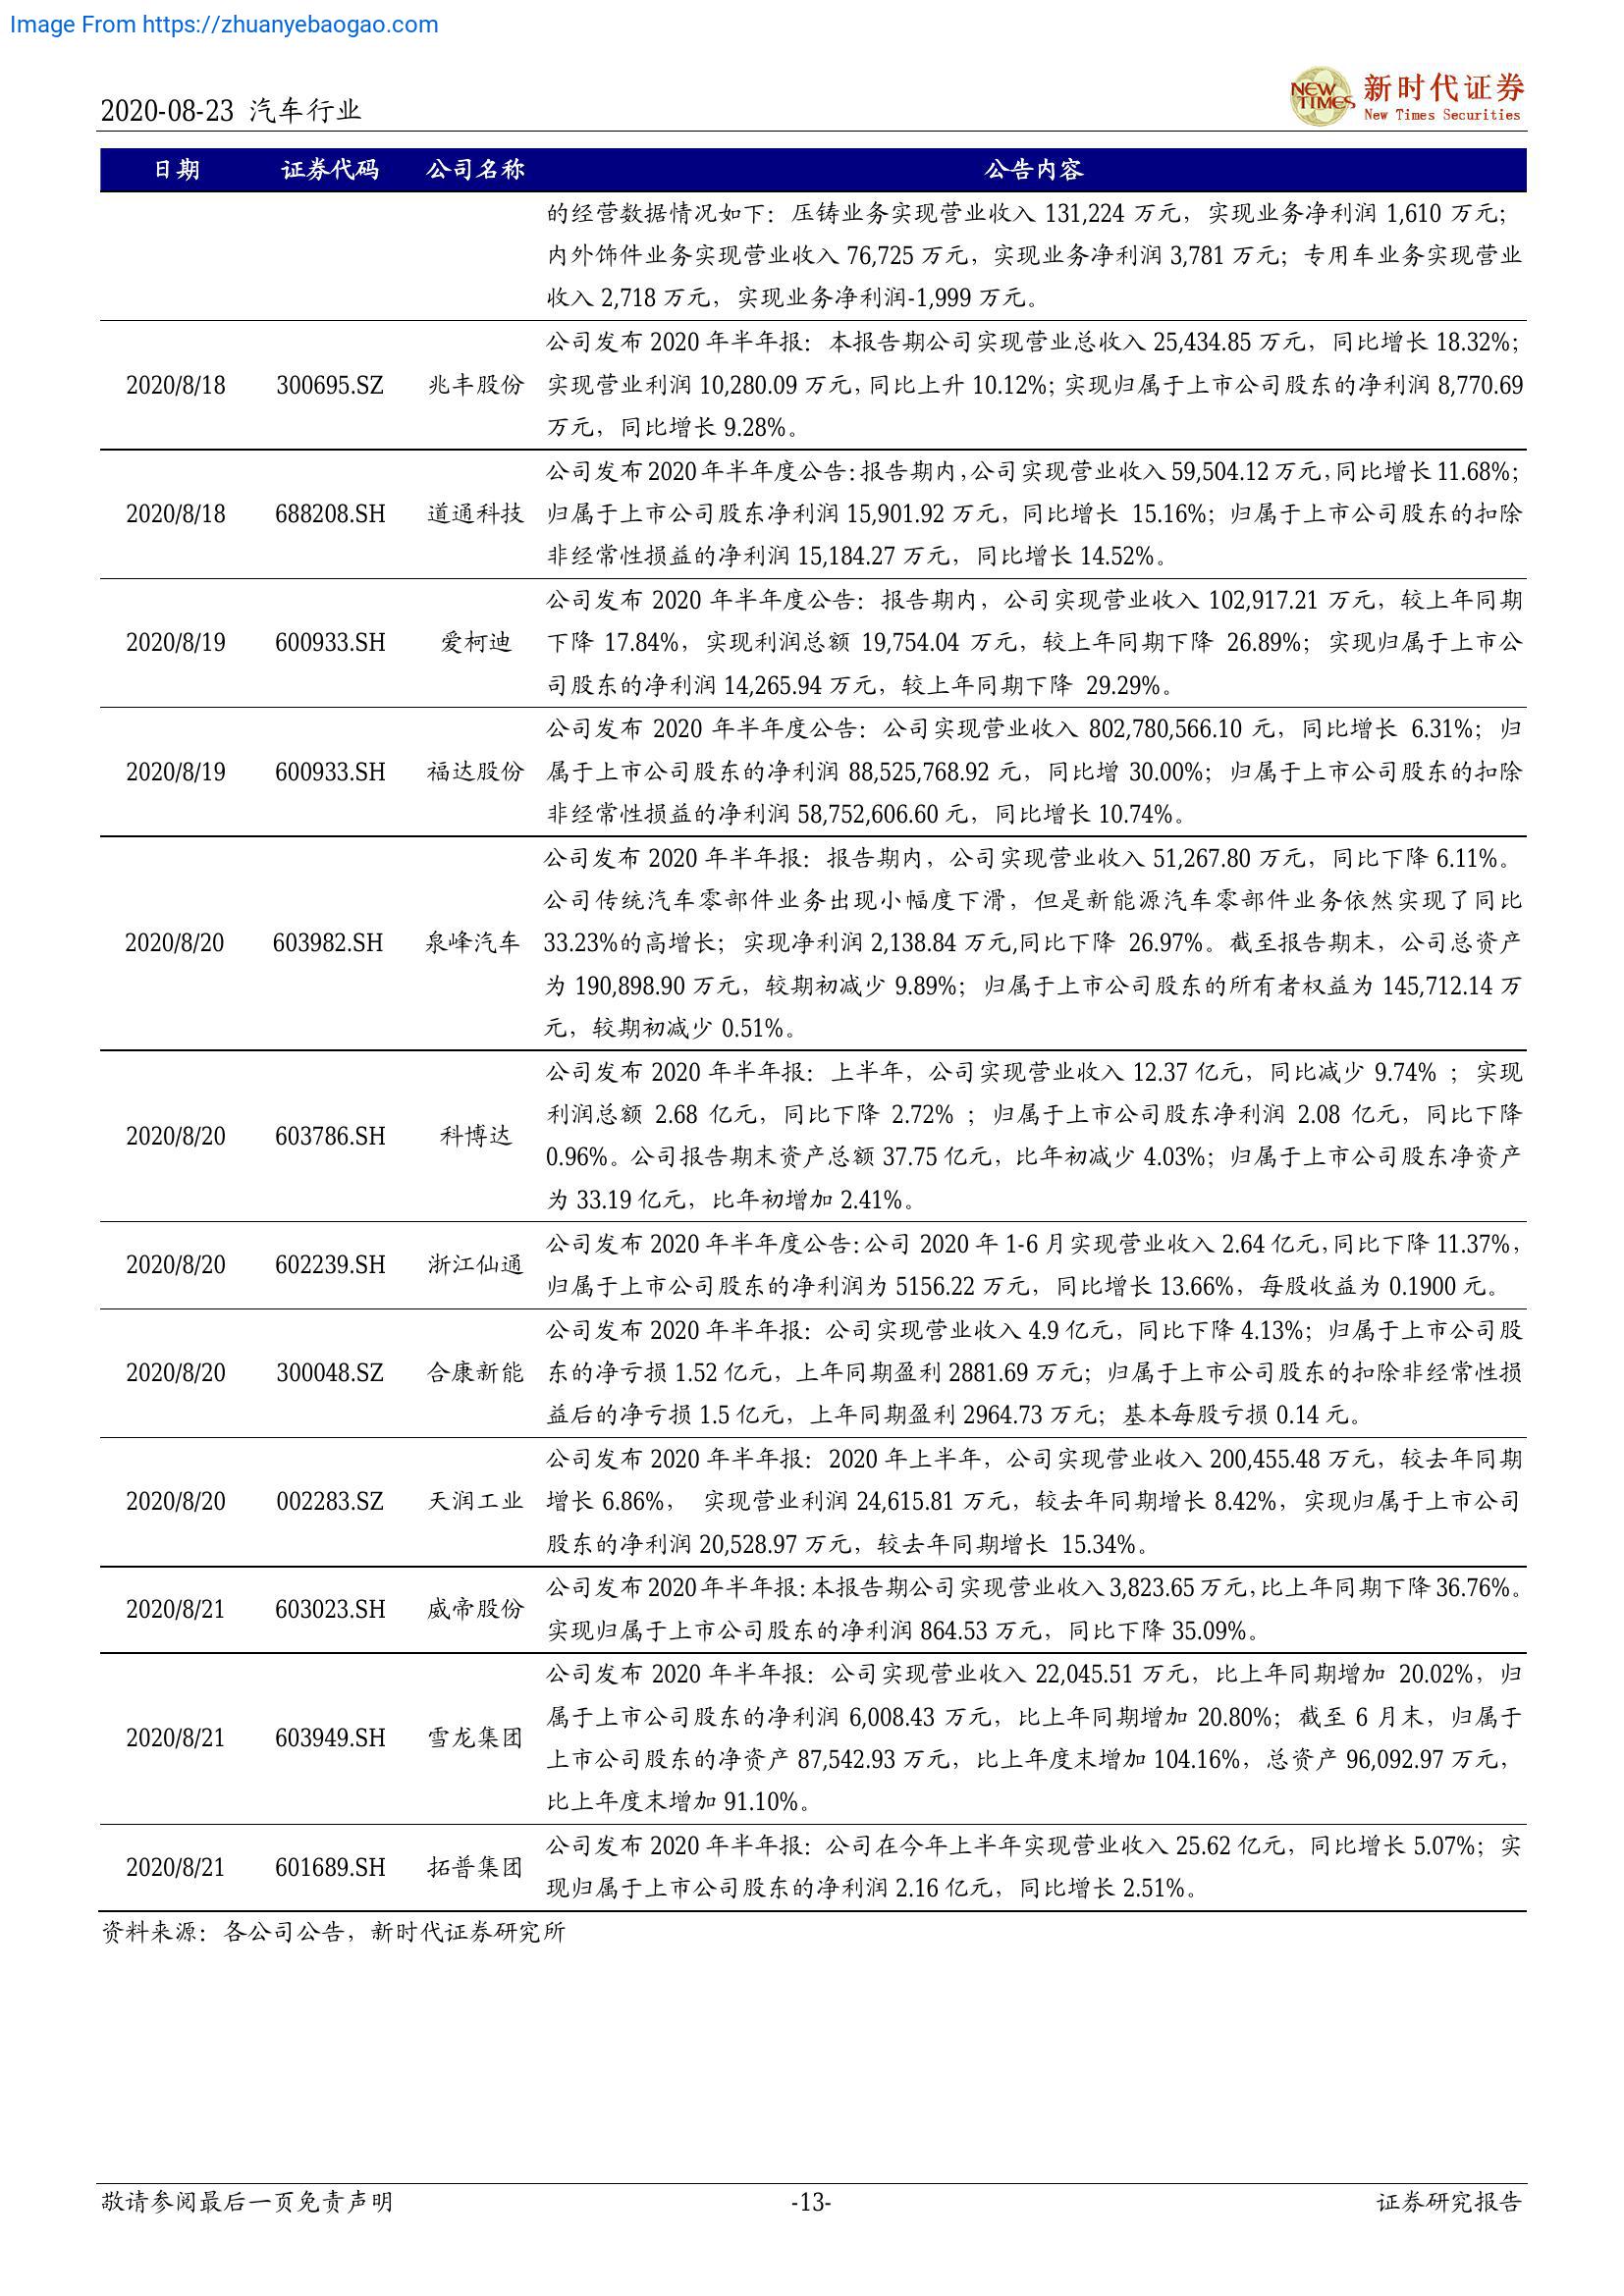 Image From https://zhuanyebaogao.com
2020-08-23 汽车行业
NEW TIMES 新时代证券
New Times Securities
日期 证券代码 公司名称 公告内容
的经营数据情况如下：压铸业务实现营业收入 131,224 万元，实现业务净利润 1,610 万元；
内外饰件业务实现营业收入 76,725 万元，实现业务净利润 3,781 万元；专用车业务实现营业
收入 2,718 万元，实现业务净利润-1,999 万元。
公司发布 2020 年半年报：本报告期公司实现营业总收入 25,434.85 万元，同比增长 18.32%；
2020/8/18 300695.SZ 兆丰股份 实现营业利润 10,280.09 万元，同比上升 10.12%；实现归属于上市公司股东的净利润 8,770.69
万元，同比增长 9.28%。
公司发布 2020 年半年度公告：报告期内，公司实现营业收入 59,504.12 万元，同比增长 11.68%；
2020/8/18 688208.SH 道通科技 归属于上市公司股东净利润 15,901.92 万元，同比增长 15.16%；归属于上市公司股东的扣除
非经常性损益的净利润 15,184.27 万元，同比增长 14.52%。
公司发布 2020 年半年度公告：报告期内，公司实现营业收入 102,917.21 万元，较上年同期
2020/8/19 600933.SH 爱柯迪 下降 17.84%，实现利润总额 19,754.04 万元，较上年同期下降 26.89%；实现归属于上市公
司股东的净利润 14,265.94 万元，较上年同期下降 29.29%。
公司发布 2020 年半年度公告：公司实现营业收入 802,780,566.10 元，同比增长 6.31%；归
2020/8/19 600933.SH 福达股份 属于上市公司股东的净利润 88,525,768.92 元，同比增 30.00%；归属于上市公司股东的扣除
非经常性损益的净利润 58,752,606.60 元，同比增长 10.74%。
公司发布 2020 年半年报：报告期内，公司实现营业收入 51,267.80 万元，同比下降 6.11%。
公司传统汽车零部件业务出现小幅度下滑，但是新能源汽车零部件业务依然实现了同比
2020/8/20 603982.SH 泉峰汽车 33.23%的高增长；实现净利润 2,138.84 万元,同比下降 26.97%。截至报告期末，公司总资产
为 190,898.90 万元，较期初减少 9.89%；归属于上市公司股东的所有者权益为 145,712.14 万
元，较期初减少 0.51%。
公司发布 2020 年半年报：上半年，公司实现营业收入 12.37 亿元，同比减少 9.74% ；实现
利润总额 2.68 亿元，同比下降 2.72% ；归属于上市公司股东净利润 2.08 亿元，同比下降
2020/8/20 603786.SH 科博达 0.96%。公司报告期末资产总额 37.75 亿元，比年初减少 4.03%；归属于上市公司股东净资产
为 33.19 亿元，比年初增加 2.41%。
公司发布 2020 年半年度公告：公司 2020 年 1-6 月实现营业收入 2.64 亿元，同比下降 11.37%，
2020/8/20 602239.SH 浙江仙通 归属于上市公司股东的净利润为 5156.22 万元，同比增长 13.66%，每股收益为 0.1900 元。
公司发布 2020 年半年报：公司实现营业收入 4.9 亿元，同比下降 4.13%；归属于上市公司股
2020/8/20 300048.SZ 合康新能 东的净亏损 1.52 亿元，上年同期盈利 2881.69 万元；归属于上市公司股东的扣除非经常性损
益后的净亏损 1.5 亿元，上年同期盈利 2964.73 万元；基本每股亏损 0.14 元。
公司发布 2020 年半年报：2020 年上半年，公司实现营业收入 200,455.48 万元，较去年同期
2020/8/20 002283.SZ 天润工业 增长 6.86%， 实现营业利润 24,615.81 万元，较去年同期增长 8.42%，实现归属于上市公司
股东的净利润 20,528.97 万元，较去年同期增长 15.34%。
公司发布 2020 年半年报：本报告期公司实现营业收入 3,823.65 万元，比上年同期下降 36.76%。
2020/8/21 603023.SH 威帝股份 实现归属于上市公司股东的净利润 864.53 万元，同比下降 35.09%。
公司发布 2020 年半年报：公司实现营业收入 22,045.51 万元，比上年同期增加 20.02%，归
属于上市公司股东的净利润 6,008.43 万元，比上年同期增加 20.80%；截至 6 月末，归属于
2020/8/21 603949.SH 雪龙集团 上市公司股东的净资产 87,542.93 万元，比上年度末增加 104.16%，总资产 96,092.97 万元，
比上年度末增加 91.10%。
公司发布 2020 年半年报：公司在今年上半年实现营业收入 25.62 亿元，同比增长 5.07%；实
2020/8/21 601689.SH 拓普集团 现归属于上市公司股东的净利润 2.16 亿元，同比增长 2.51%。
资料来源：各公司公告，新时代证券研究所
敬请参阅最后一页免责声明 -13- 证券研究报告